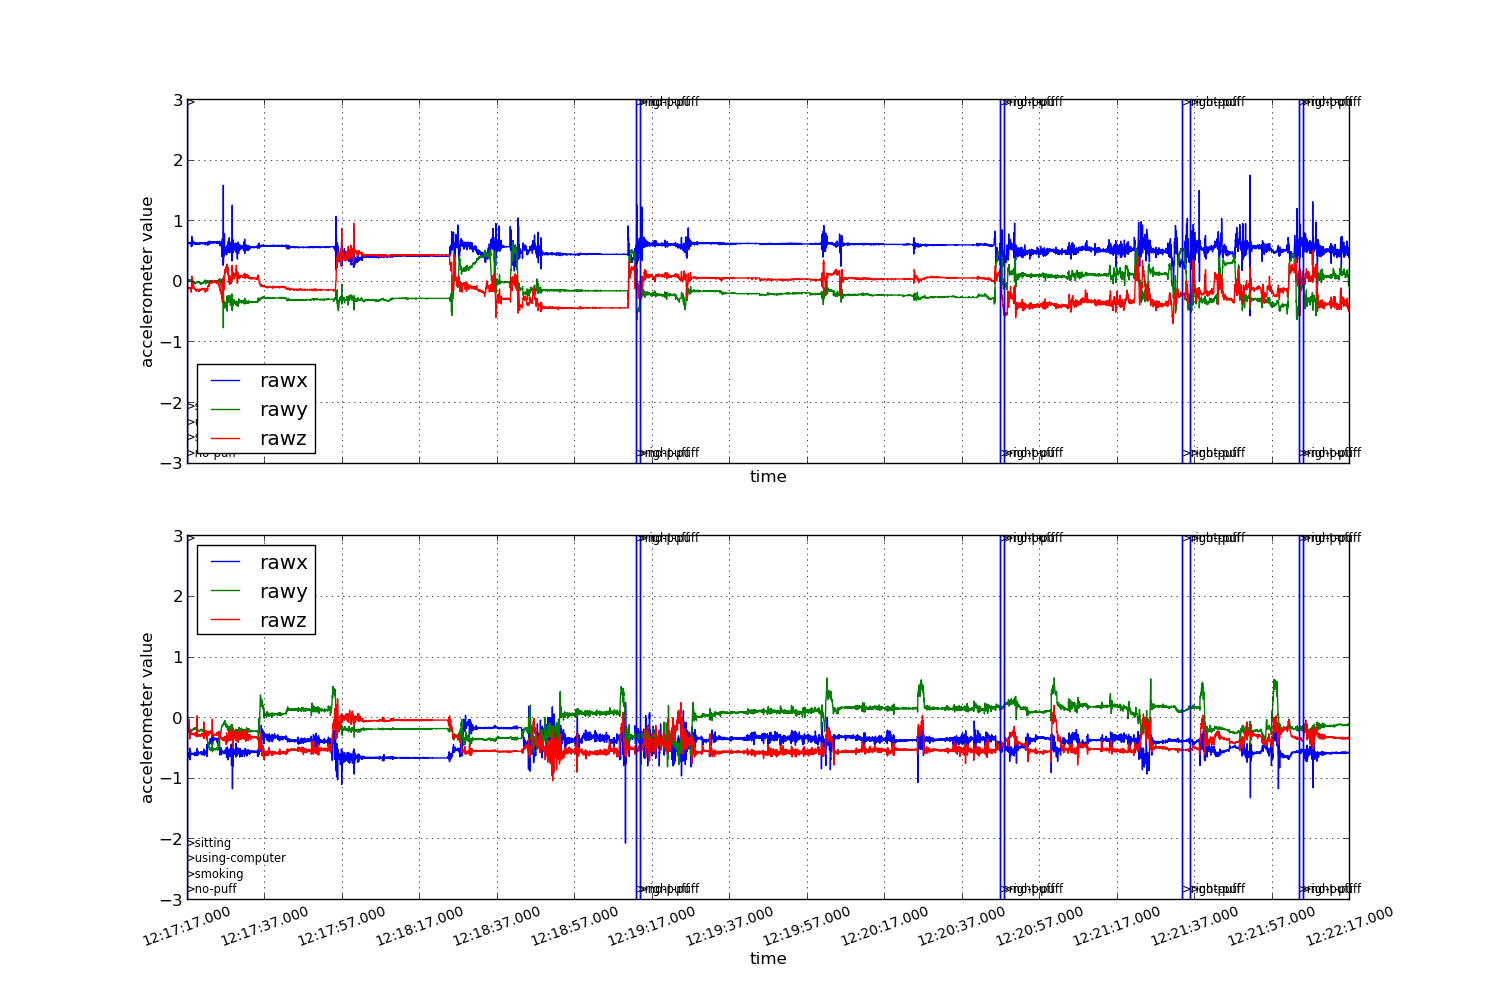 3
2
1
0
−1
−2
−3
accelerometer value
rawx
rawy
rawz
>no-puff
time
3
2
1
0
−1
−2
−3
accelerometer value
rawx
rawy
rawz
>sitting
>using-computer
>smoking
>no-puff
12:17:17.000 12:17:37.000 12:17:57.000 12:18:17.000 12:18:37.000 12:18:57.000 12:19:17.000 12:19:37.000 12:19:57.000 12:20:17.000 12:20:37.000 12:20:57.000 12:21:17.000 12:21:37.000 12:21:57.000 12:22:17.000
time